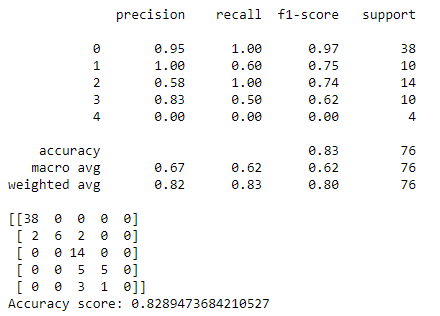 precision recall f1-score support
0 0.95 1.00 0.97 38
1 1.00 0.60 0.75 10
2 0.58 1.00 0.74 14
3 0.83 0.50 0.62 10
4 0.00 0.00 0.00 4
accuracy 0.83 76
macro avg 0.67 0.62 0.62 76
weighted avg 0.82 0.83 0.80 76
[[38 0 0 0 0]
[ 2 6 2 0 0]
[ 0 0 14 0 0]
[ 0 0 5 5 0]
[ 0 0 3 1 0]]
Accuracy score: 0.8289473684210527